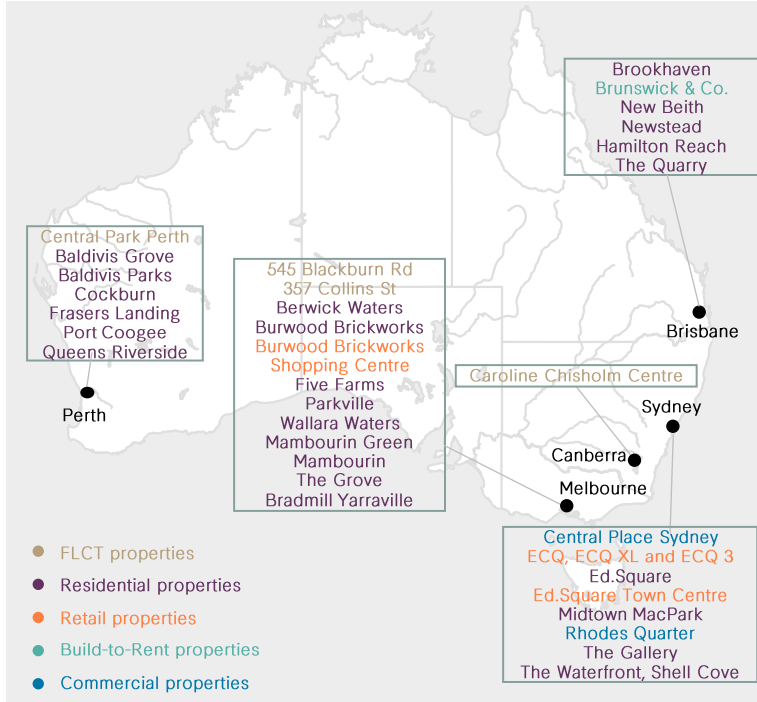 Brookhaven
Brunswick & Co.
New Beith
Newstead
Hamilton Reach
The Quarry
Central Park Perth
Baldivis Grove
Baldivis Parks
Cockburn
Frasers Landing
Port Coogee
Queens Riverside
545 Blackburn Rd
357 Collins St
Berwick Waters
Burwood Brickworks
Burwood Brickworks
Shopping Centre
Five Farms
Parkville
Wallara Waters
Mambourin Green
Mambourin
The Grove
Bradmill Yarraville
Brisbane
Caroline Chisholm Centre
Sydney
Perth
Canberra
Melbourne
Central Place Sydney
ECQ, ECQ XL and ECQ 3
Ed.Square
Ed.Square Town Centre
Midtown MacPark
Rhodes Quarter
The Gallery
The Waterfront, Shell Cove
FLCT properties
Residential properties
Retail properties
Build-to-Rent properties
Commercial properties